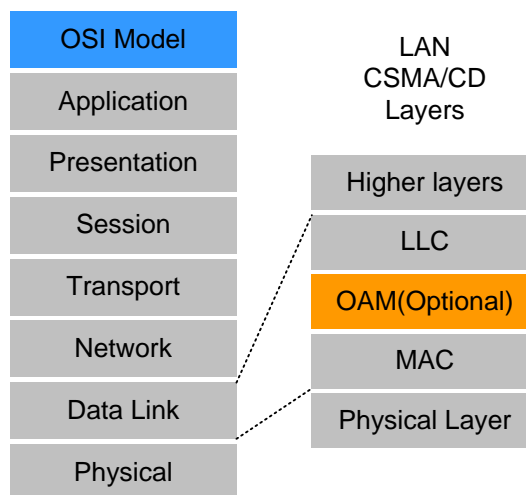 OSI Model
Application
Presentation
Session
Transport
Network
Data Link
Physical
LAN
CSMA/CD
Layers
Higher layers
LLC
OAM(Optional)
MAC
Physical Layer